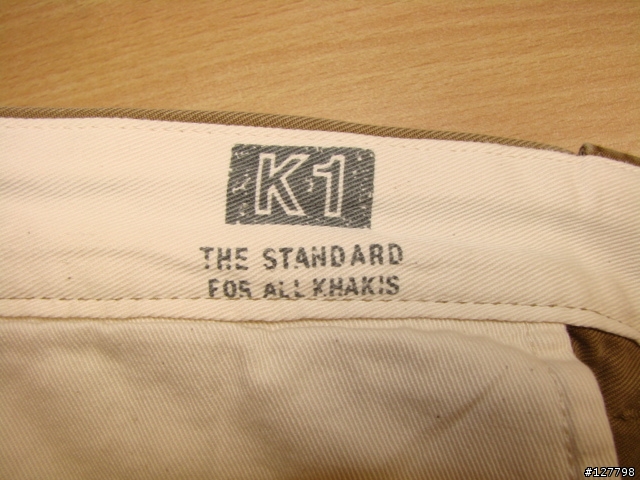 K1
THE STANDARD
FOR ALL KHAKIS
#127798